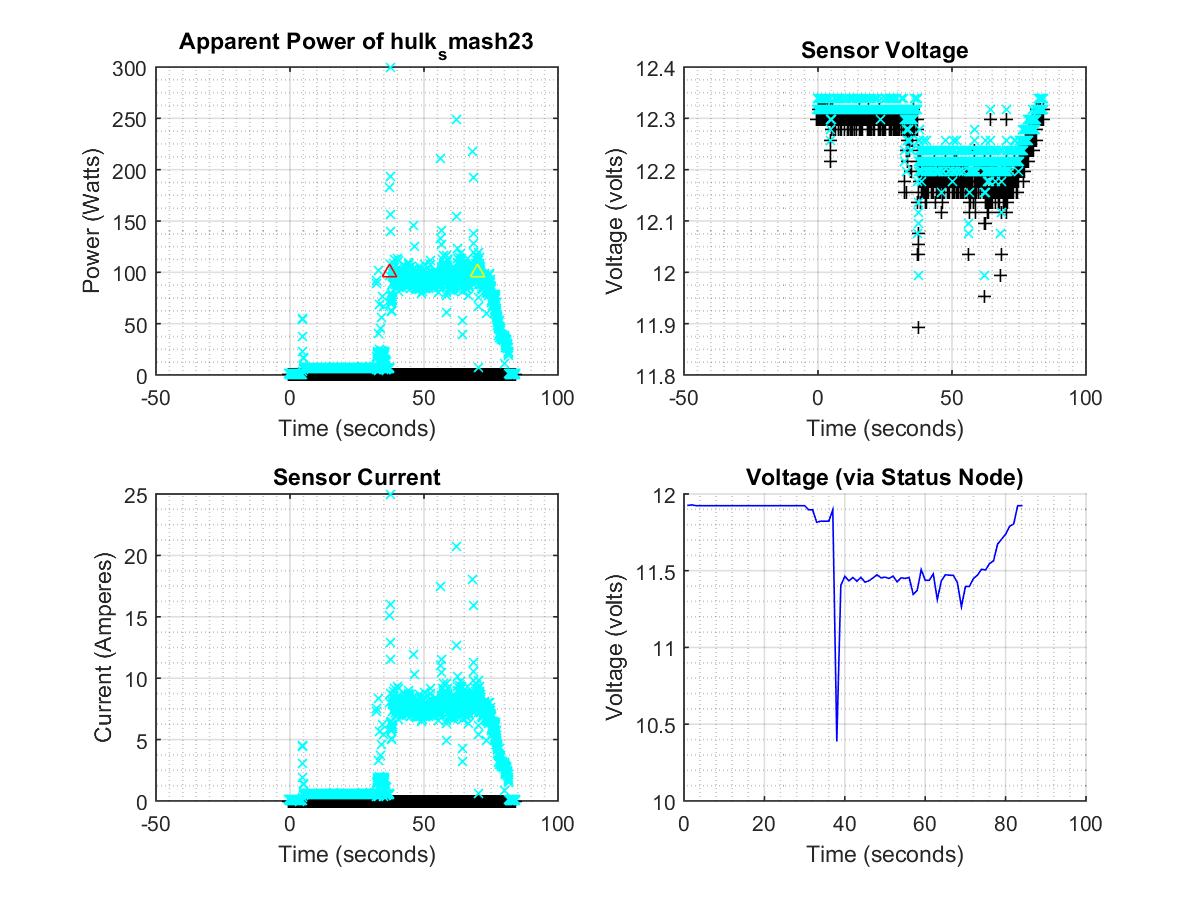 Apparent Power of hulksmash23
300
250
200
150
100
50
0
Power (Watts)
-50 0 50 100
Time (seconds)
Sensor Voltage
12.4
12.3
12.2
12.1
12
11.9
11.8
Voltage (volts)
-50 0 50 100
Time (seconds)
Sensor Current
25
20
15
10
5
0
Current (Amperes)
-50 0 50 100
Time (seconds)
Voltage (via Status Node)
12
11.5
11
10.5
10
Voltage (volts)
0 20 40 60 80 100
Time (seconds)